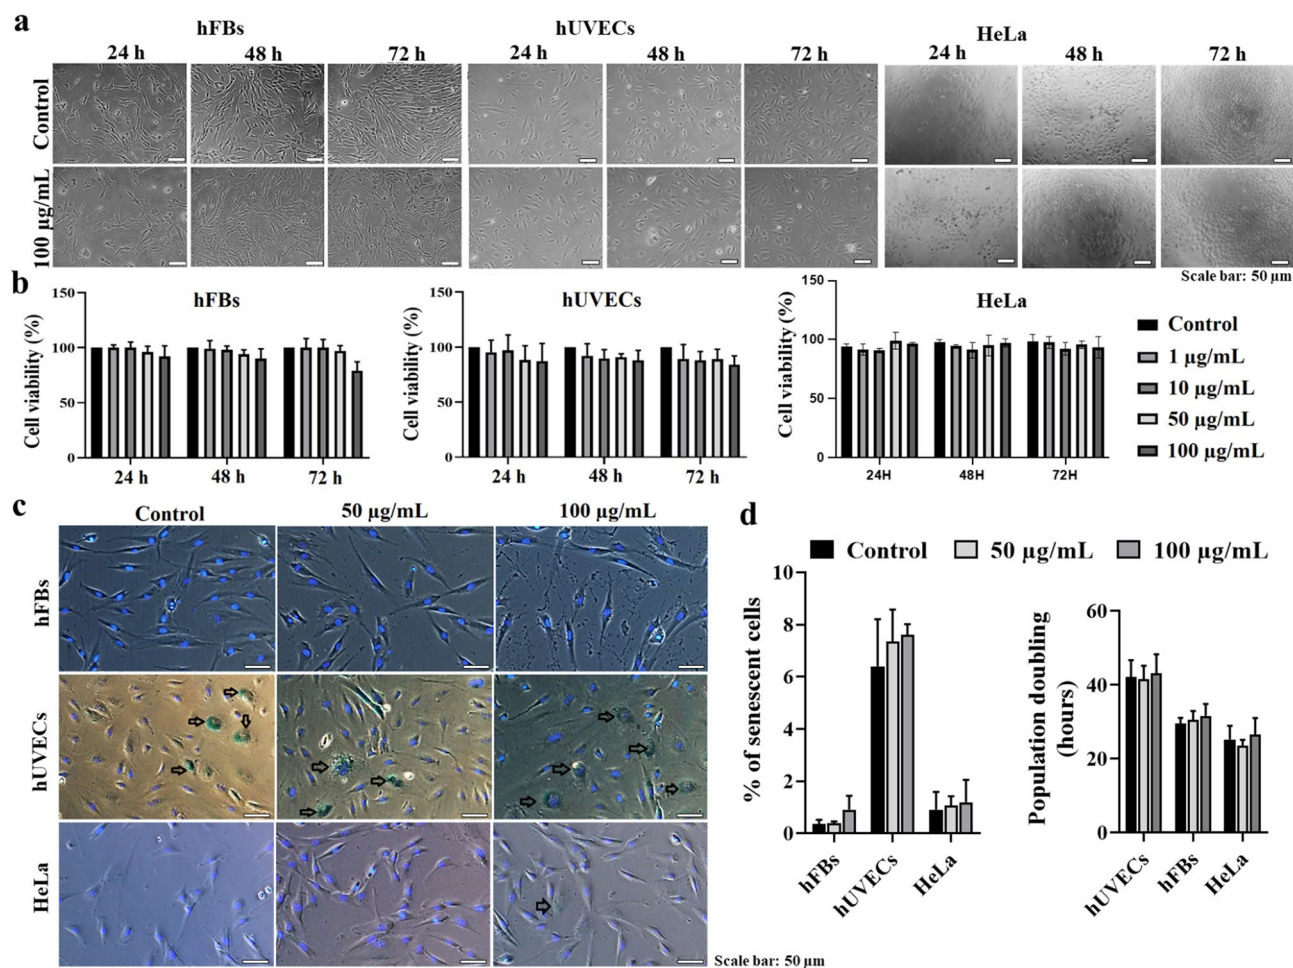 a
hFBs
hUVECs
HeLa
24 h 48 h 72 h
24 h 48 h 72 h
24 h 48 h 72 h
Control
100 µg/mL
Scale bar: 50 µm
b
hFBs
Cell viability (%)
150
100
50
0
24 h 48 h 72 h
hUVECs
Cell viability (%)
150
100
50
0
24 h 48 h 72 h
HeLa
Cell viability (%)
150
100
50
0
24H 48H 72H
Control
1 µg/mL
10 µg/mL
50 µg/mL
100 µg/mL
c
Control 50 µg/mL 100 µg/mL
hFBs
hUVECs
HeLa
Scale bar: 50 µm
d
Control 50 µg/mL 100 µg/mL
% of senescent cells
10
8
6
4
2
0
hFBs hUVECs HeLa
Population doubling
(hours)
60
40
20
0
hUVECs hFBs HeLa